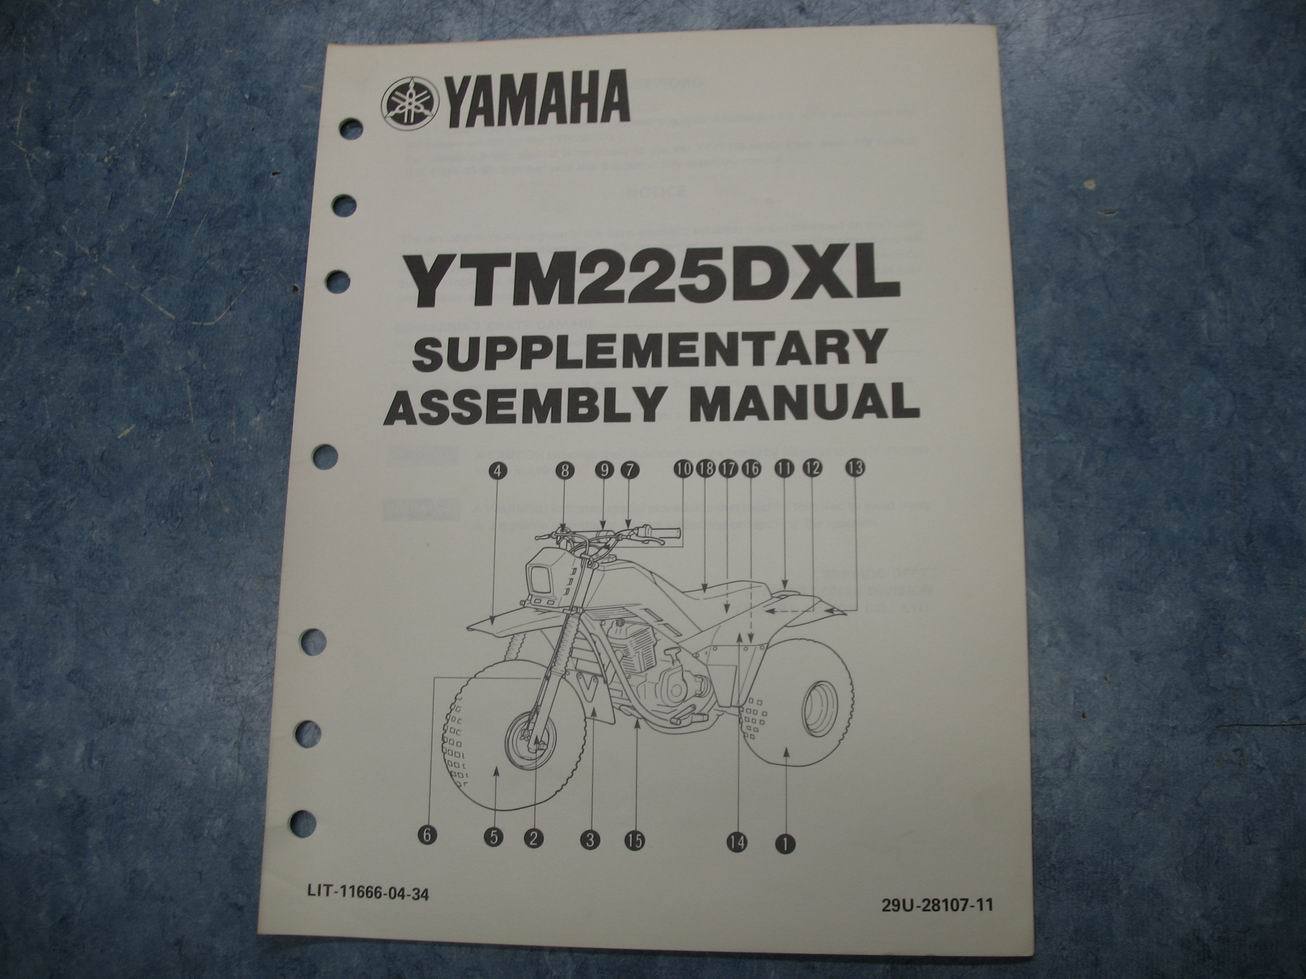 YAMAHA
YTM225DXL
SUPPLEMENTARY
ASSEMBLY MANUAL
4 8 9 7 10 18 17 16 11 12 13
6 5 2 3 15 14 1
LIT-11666-04-34
29U-28107-11